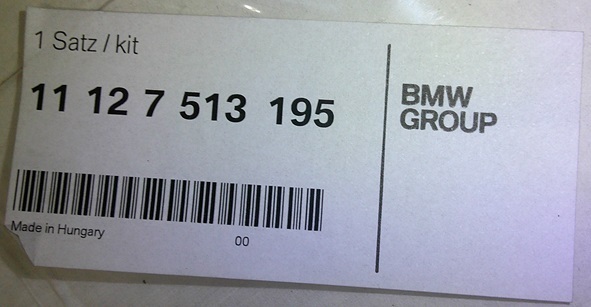 1 Satz / kit
11 12 7 513 195
Made in Hungary
00
BMW
GROUP